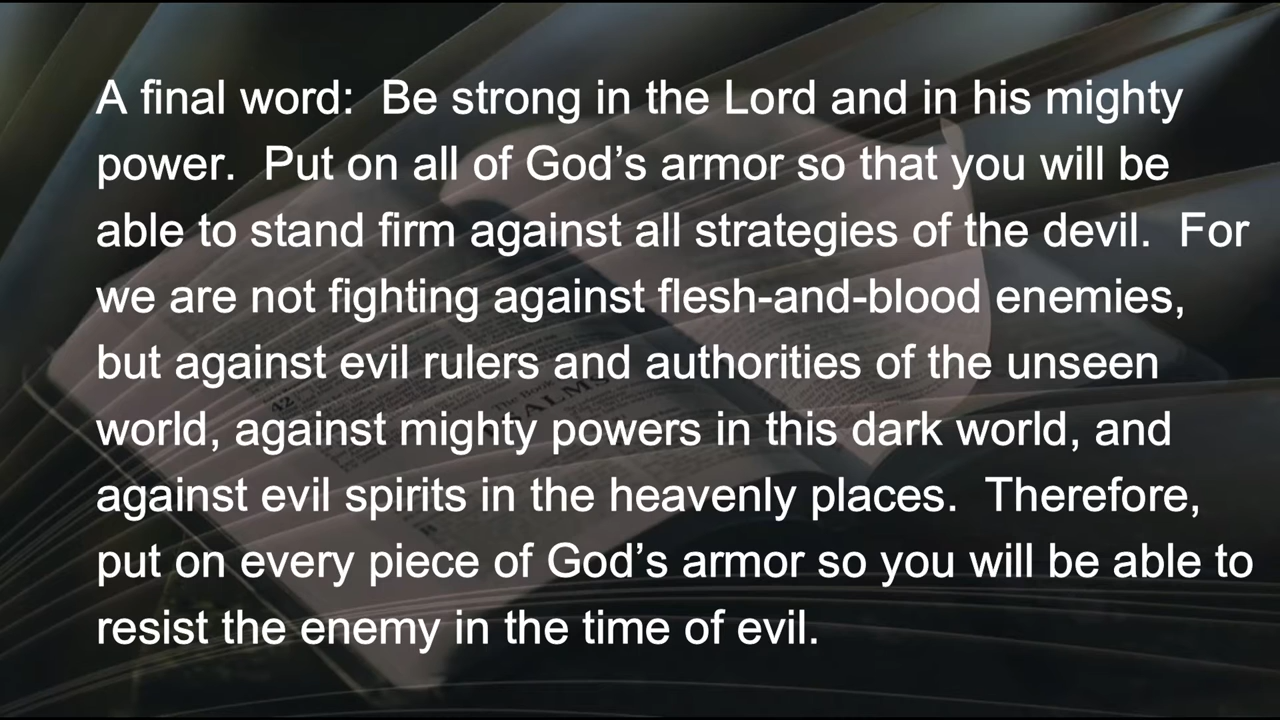 A final word:  Be strong in the Lord and in his mighty
power.  Put on all of God’s armor so that you will be
able to stand firm against all strategies of the devil.  For
we are not fighting against flesh-and-blood enemies,
but against evil rulers and authorities of the unseen
world, against mighty powers in this dark world, and
against evil spirits in the heavenly places.  Therefore,
put on every piece of God’s armor so you will be able to
resist the enemy in the time of evil.
42
The Book
PSALMS